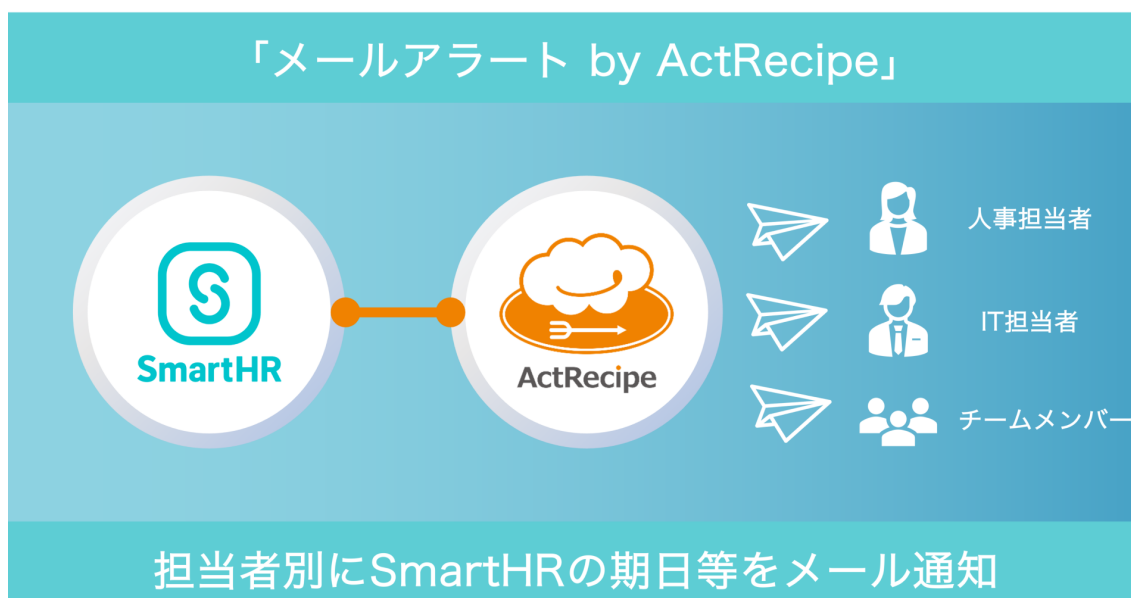 「メールアラート by ActRecipe」
SmartHR
ActRecipe
人事担当者
IT担当者
チームメンバー
担当者別にSmartHRの期日等をメール通知